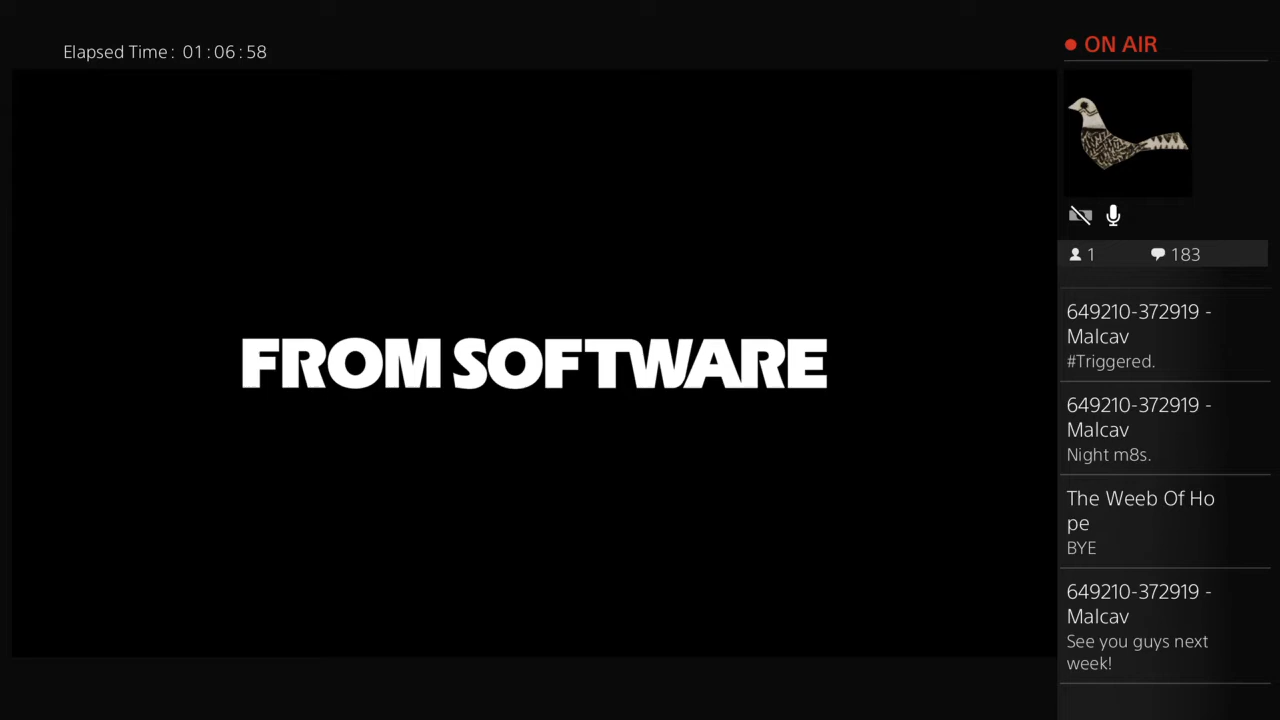 Elapsed Time: 01:06:58
ON AIR
1 183
FROM SOFTWARE
649210-372919 -
Malcav
#Triggered.
649210-372919 -
Malcav
Night m8s.
The Weeb Of Ho
pe
BYE
649210-372919 -
Malcav
See you guys next
week!